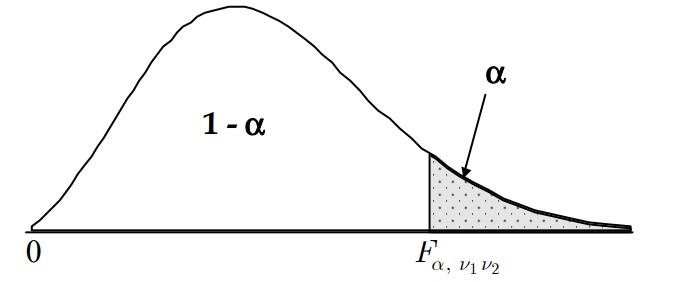 α
1 - α
0
F_{α, ν₁ ν₂}